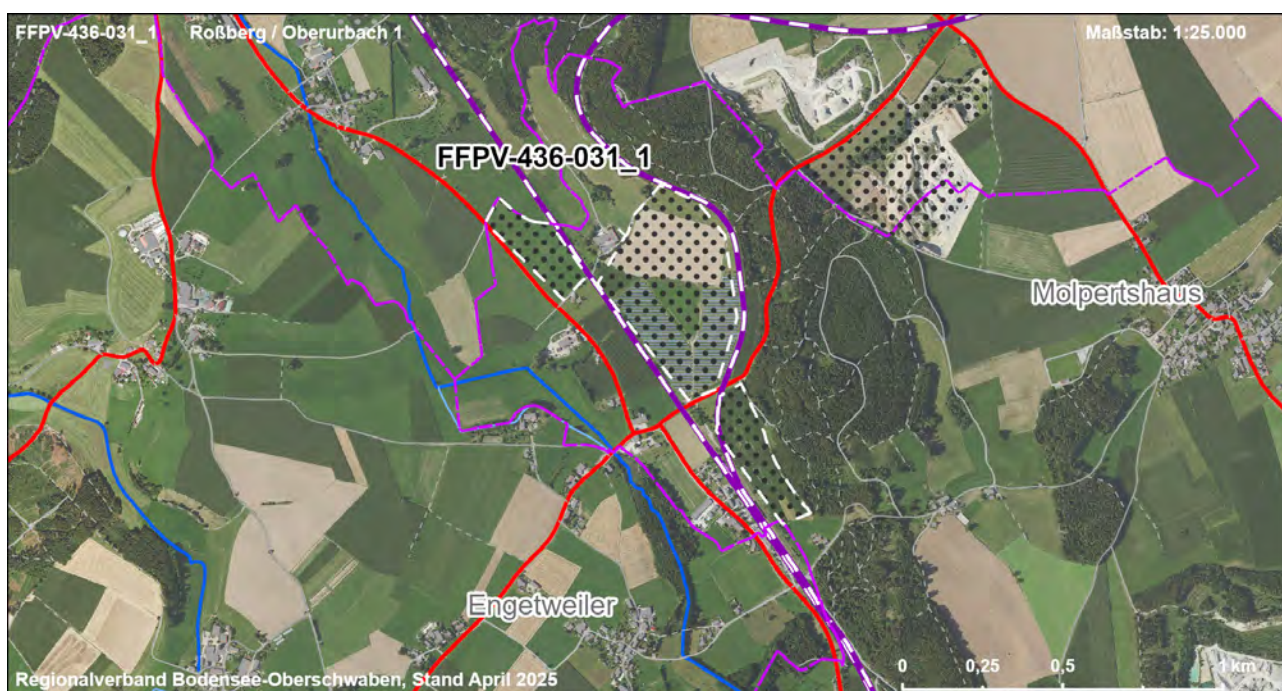 FFPV-436-031_1 Roßberg / Oberurbach 1 Maßstab: 1:25.000
FFPV-436-031_1
Molpertshaus
Engetweiler
0 0,25 0,5 1 km
Regionalverband Bodensee-Oberschwaben, Stand April 2025